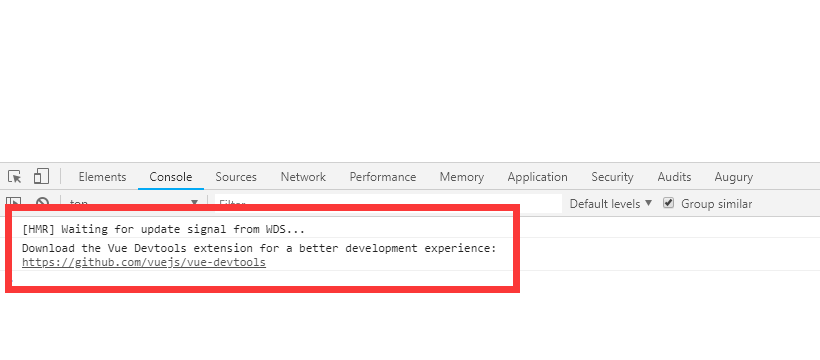 Elements Console Sources Network Performance Memory Application Security Audits Augury
top Filter Default levels Group similar
[HMR] Waiting for update signal from WDS...
Download the Vue Devtools extension for a better development experience:
https://github.com/vuejs/vue-devtools